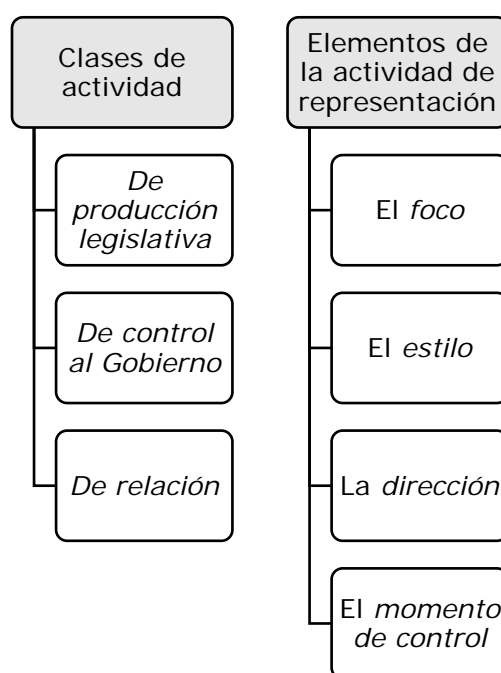 Clases de
actividad
De
producción
legislativa
De control
al Gobierno
De relación
Elementos de
la actividad de
representación
El foco
El estilo
La dirección
El momento
de control